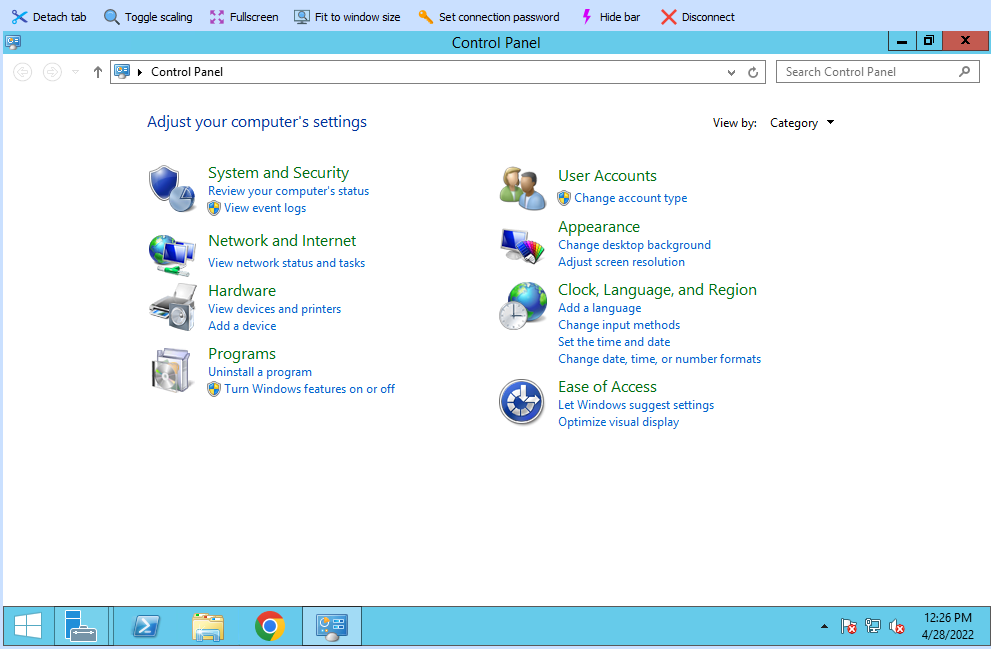 Detach tab Toggle scaling Fullscreen Fit to window size Set connection password Hide bar Disconnect
Control Panel
Control Panel
Search Control Panel
Adjust your computer's settings
View by: Category
System and Security
Review your computer's status
View event logs
Network and Internet
View network status and tasks
Hardware
View devices and printers
Add a device
Programs
Uninstall a program
Turn Windows features on or off
User Accounts
Change account type
Appearance
Change desktop background
Adjust screen resolution
Clock, Language, and Region
Add a language
Change input methods
Set the time and date
Change date, time, or number formats
Ease of Access
Let Windows suggest settings
Optimize visual display
12:26 PM
4/28/2022